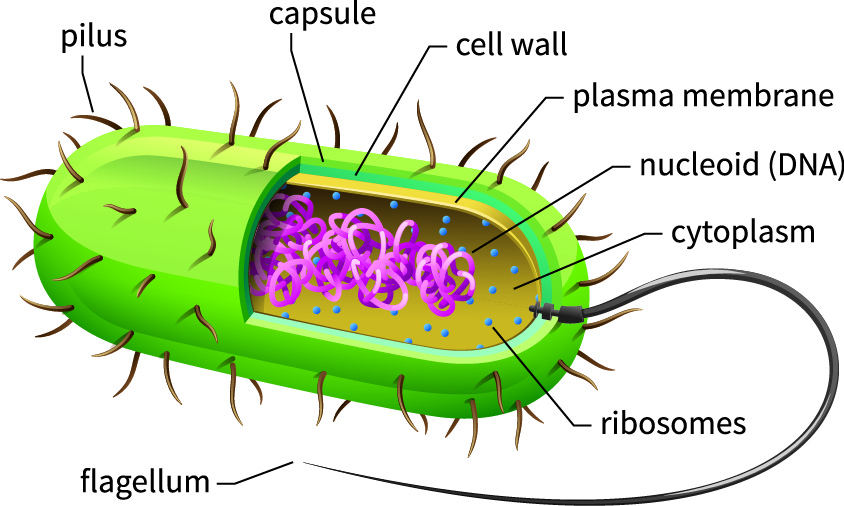 capsule
pilus
cell wall
plasma membrane
nucleoid (DNA)
cytoplasm
ribosomes
flagellum